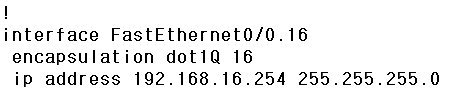 !
interface FastEthernet0/0.16
 encapsulation dot1Q 16
 ip address 192.168.16.254 255.255.255.0